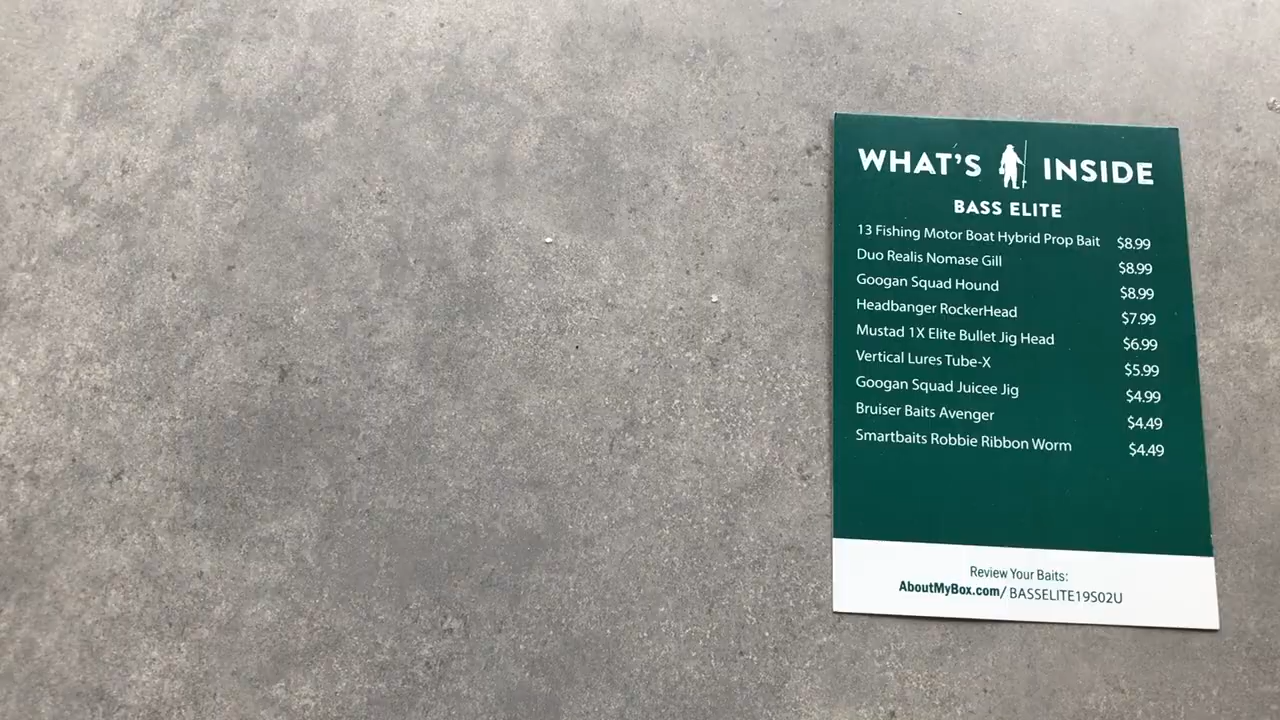 WHAT'S INSIDE
BASS ELITE
13 Fishing Motor Boat Hybrid Prop Bait $8.99
Duo Realis Nomase Gill $8.99
Googan Squad Hound $8.99
Headbanger RockerHead $7.99
Mustad 1X Elite Bullet Jig Head $6.99
Vertical Lures Tube-X $5.99
Googan Squad Juicee Jig $4.99
Bruiser Baits Avenger $4.49
Smartbaits Robbie Ribbon Worm $4.49
Review Your Baits:
AboutMyBox.com/ BASSELITE19S02U